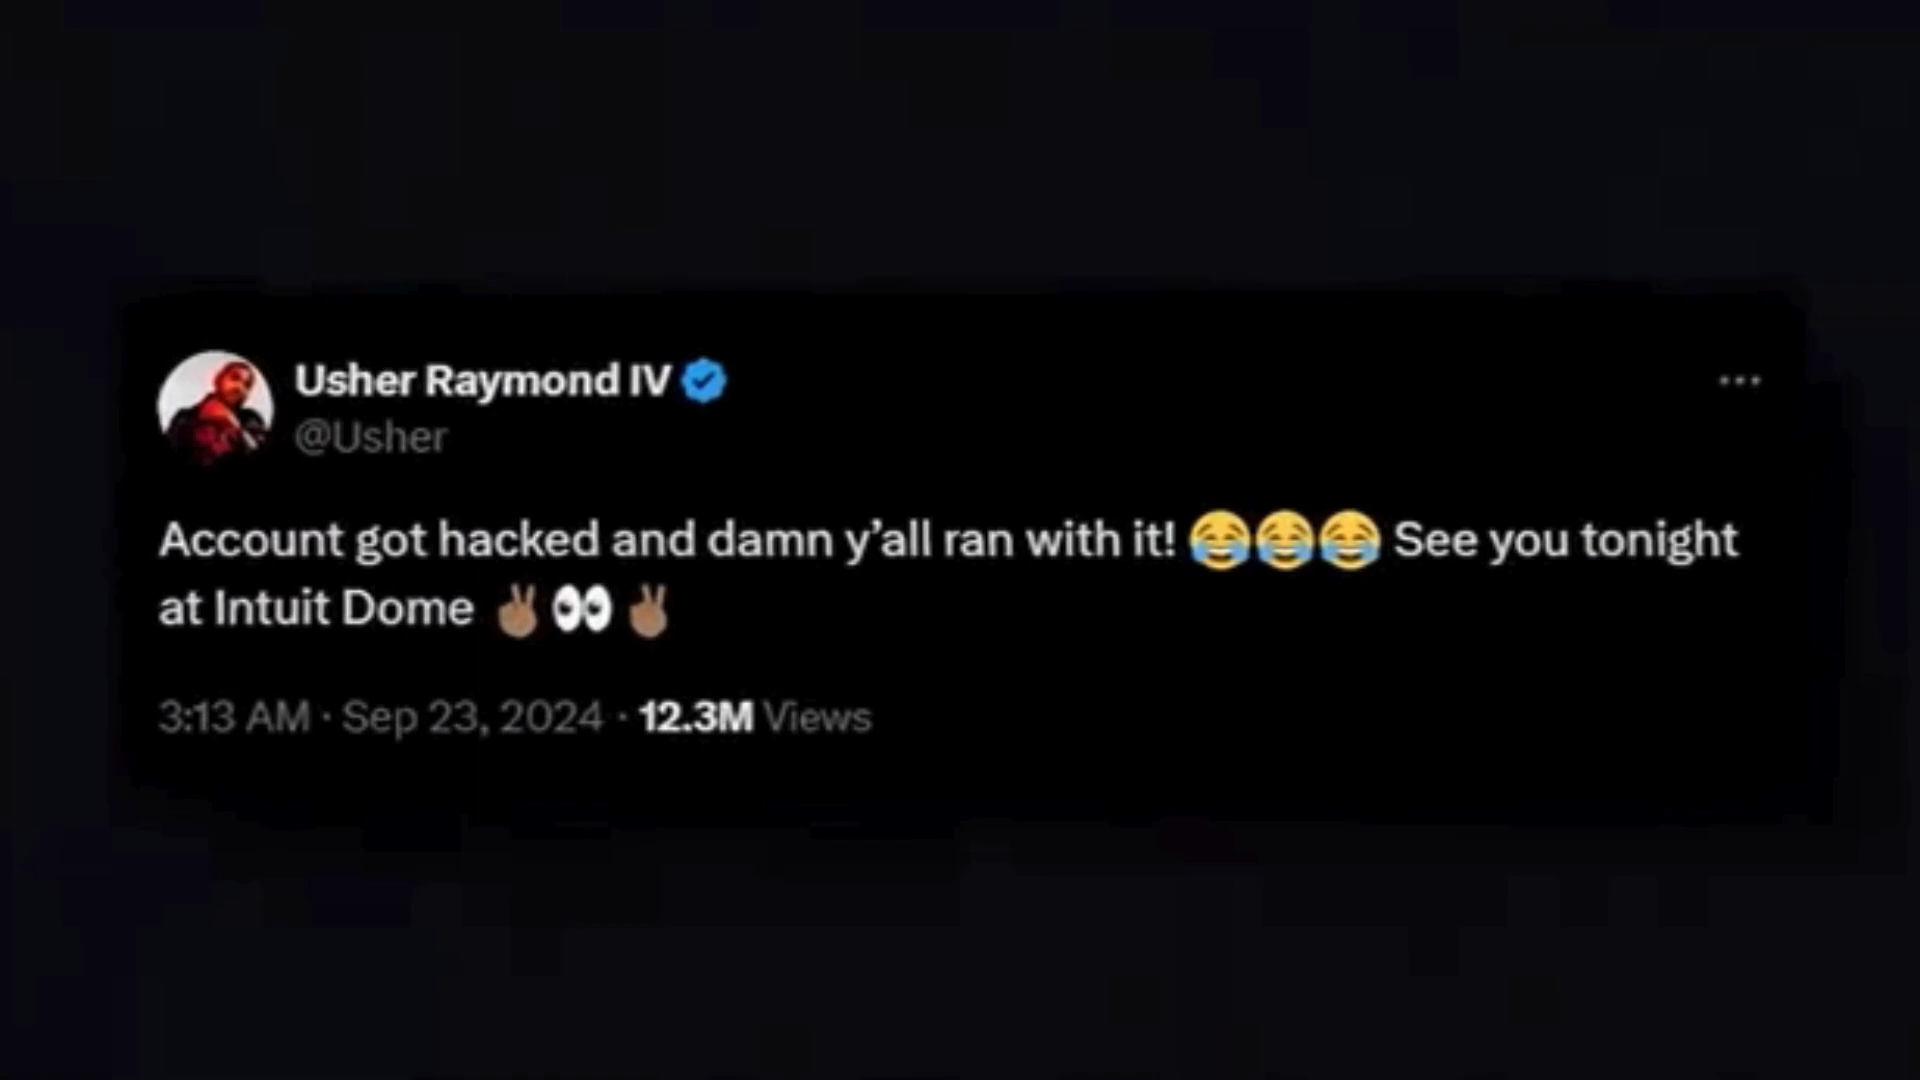 Usher Raymond IV
@Usher
Account got hacked and damn y’all ran with it! 😂😂😂 See you tonight
at Intuit Dome ✌🏾👀✌🏾
3:13 AM · Sep 23, 2024 · 12.3M Views